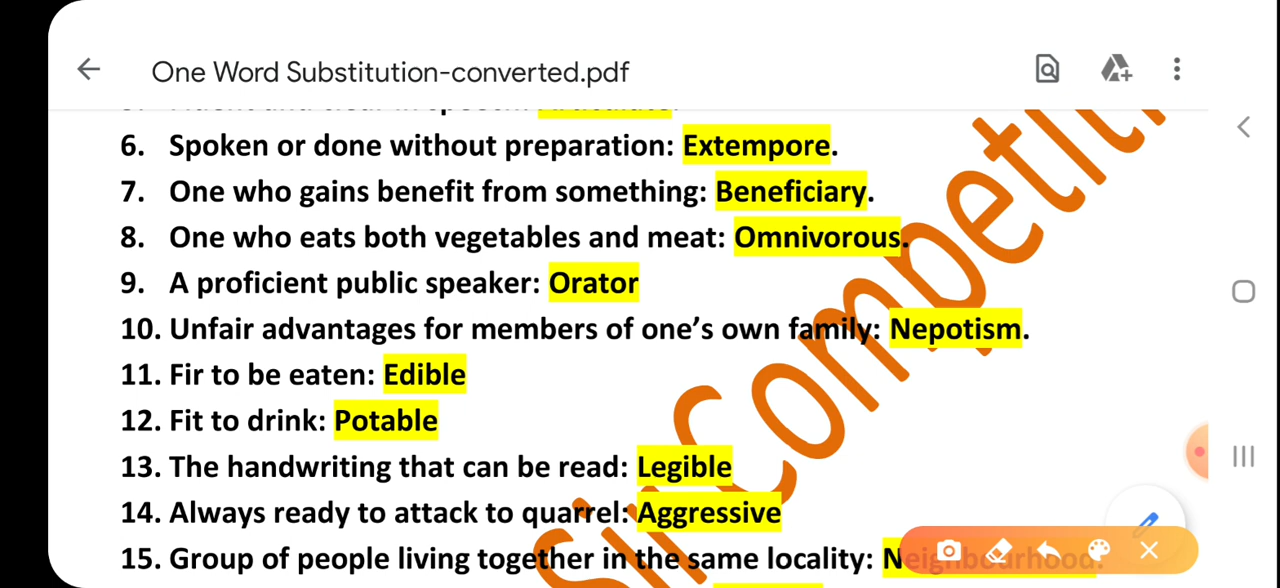 One Word Substitution-converted.pdf
6. Spoken or done without preparation: Extempore.
7. One who gains benefit from something: Beneficiary.
8. One who eats both vegetables and meat: Omnivorous.
9. A proficient public speaker: Orator
10. Unfair advantages for members of one's own family: Nepotism.
11. Fir to be eaten: Edible
12. Fit to drink: Potable
13. The handwriting that can be read: Legible
14. Always ready to attack to quarrel: Aggressive
15. Group of people living together in the same locality: Neighbourhood.